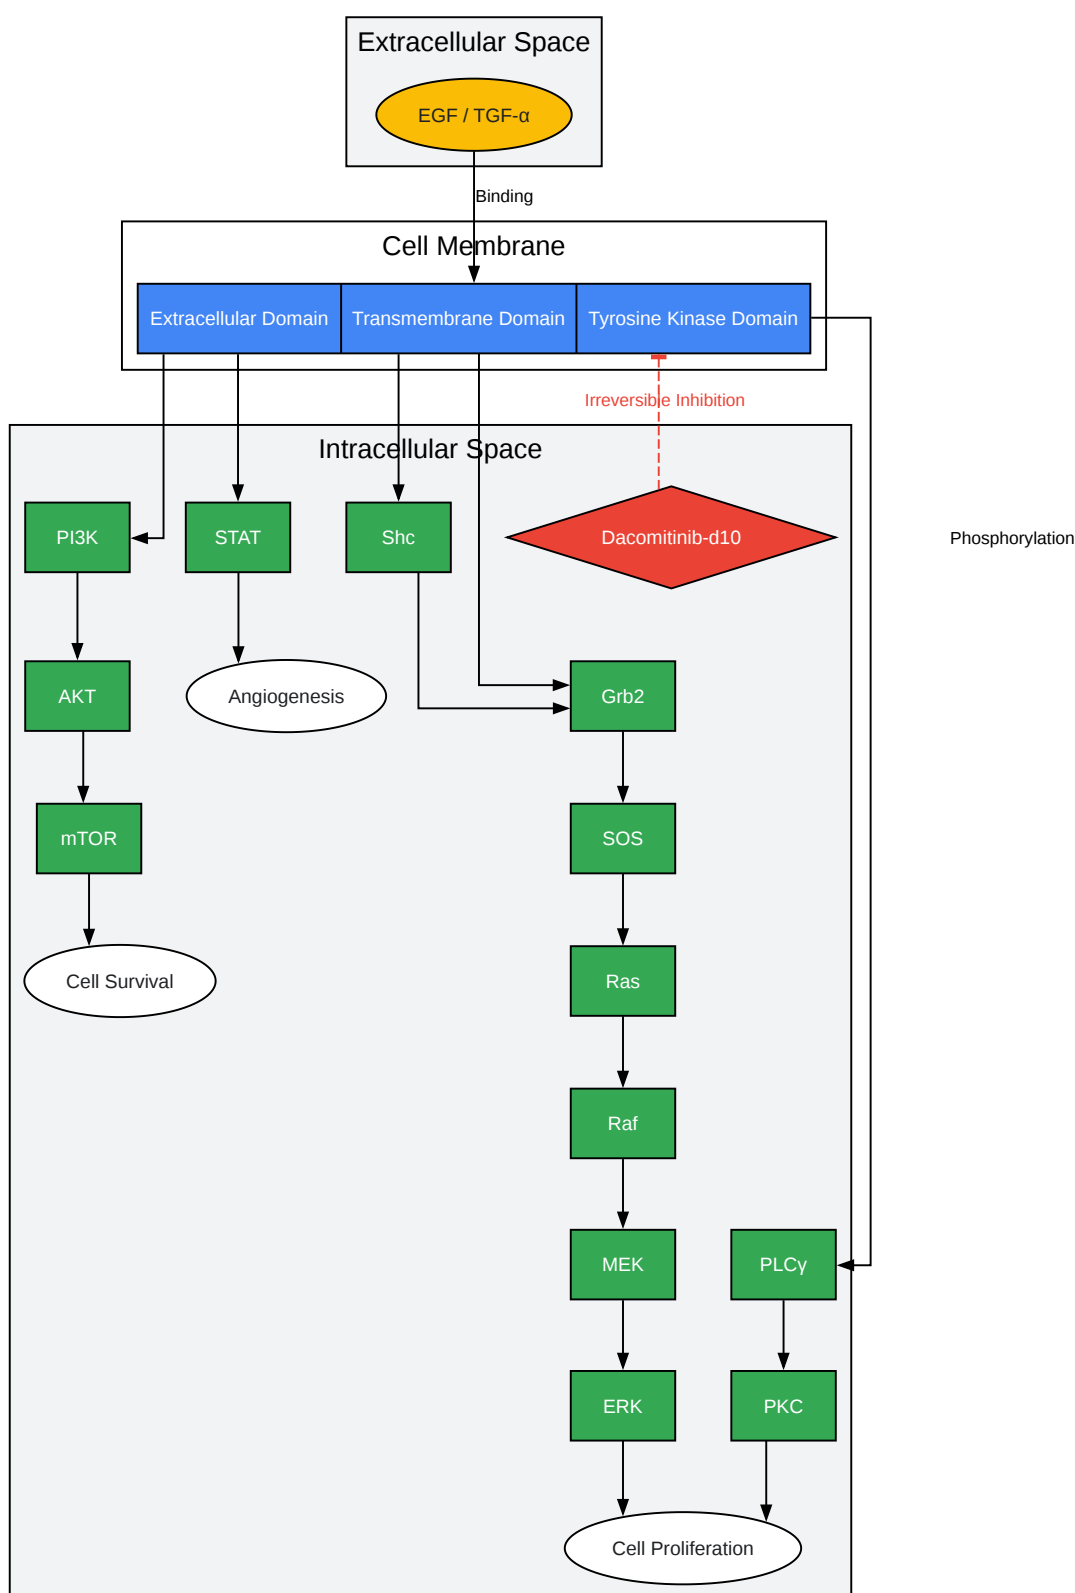 Extracellular Space
EGF / TGF-α
Binding
Cell Membrane
Extracellular Domain
Transmembrane Domain
Tyrosine Kinase Domain
Irreversible Inhibition
Intracellular Space
PI3K
STAT
Shc
Dacomitinib-d10
Phosphorylation
AKT
Angiogenesis
Grb2
mTOR
SOS
Cell Survival
Ras
Raf
MEK
PLCγ
ERK
PKC
Cell Proliferation